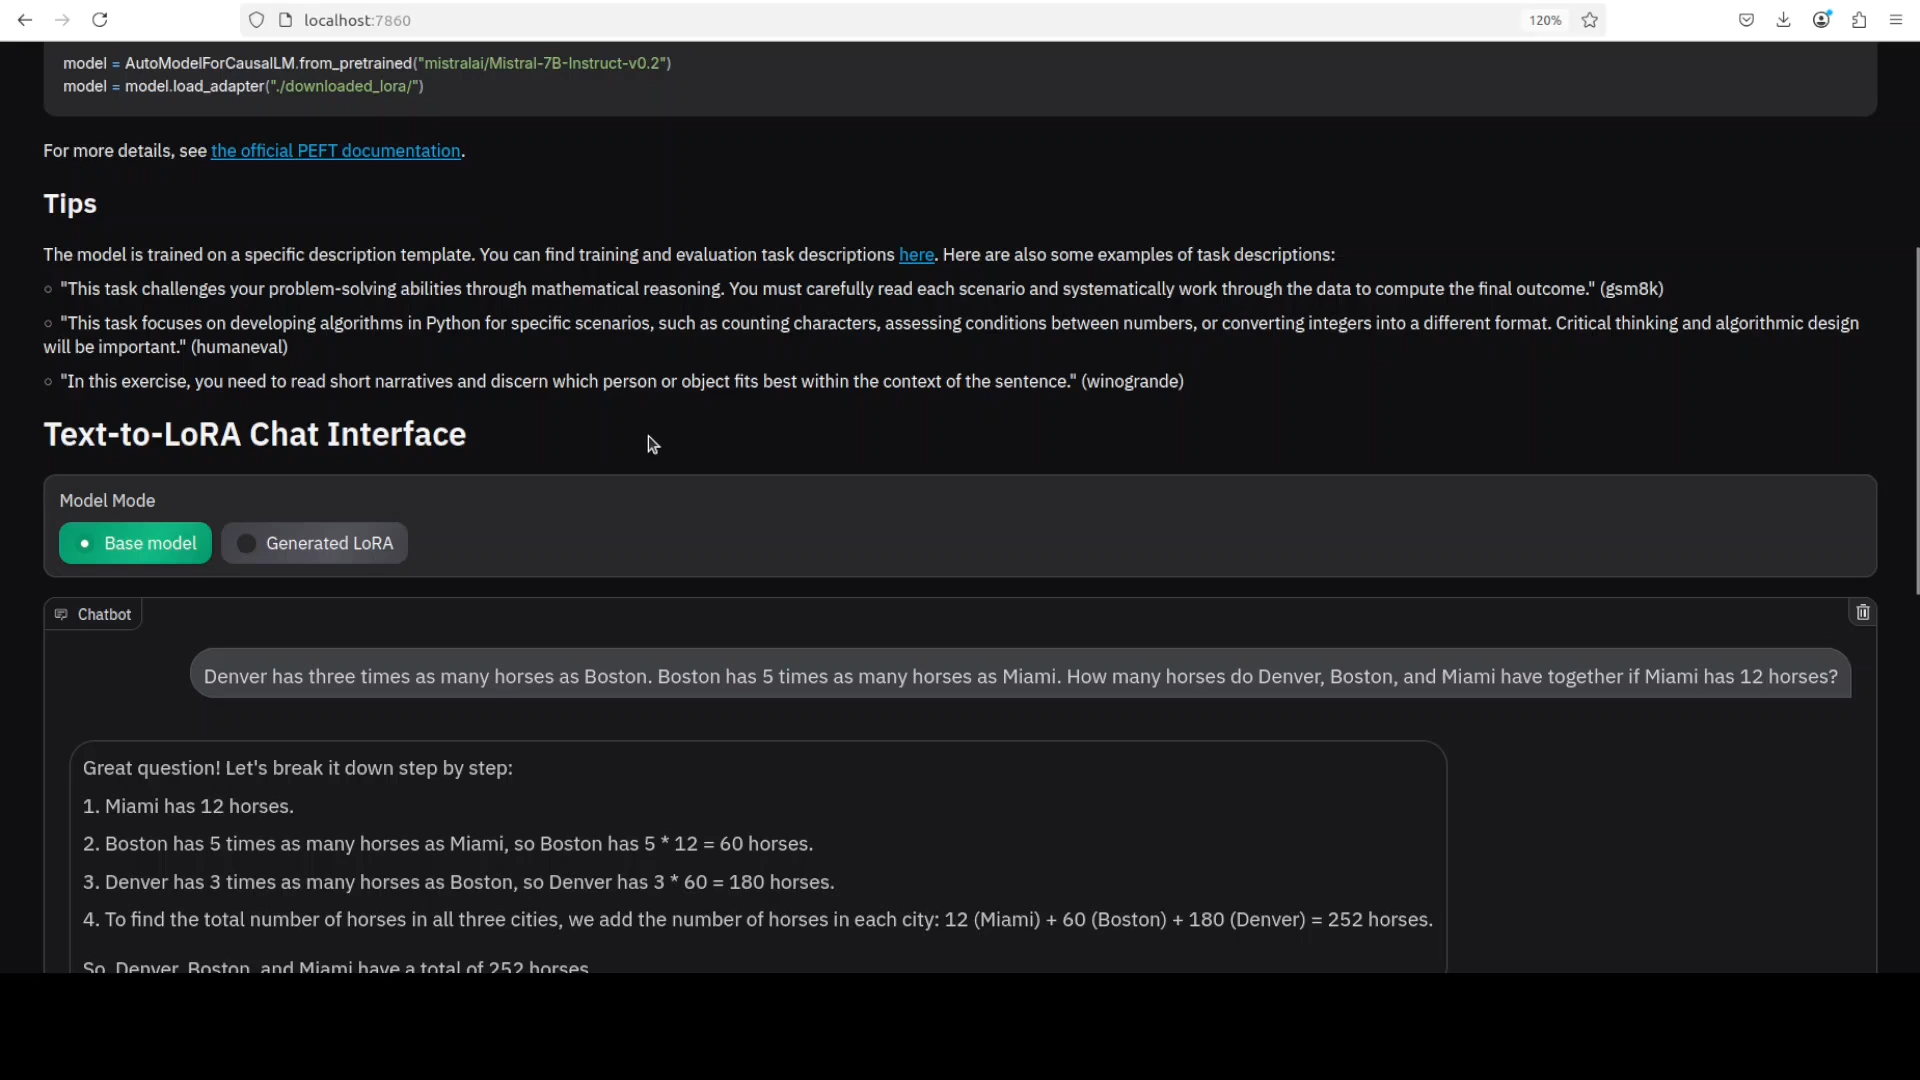 localhost:7860
120%
model = AutoModelForCausalLM.from_pretrained("mistralai/Mistral-7B-Instruct-v0.2")
model = model.load_adapter("./downloaded_lora/")
For more details, see the official PEFT documentation.
Tips
The model is trained on a specific description template. You can find training and evaluation task descriptions here. Here are also some examples of task descriptions:
○ "This task challenges your problem-solving abilities through mathematical reasoning. You must carefully read each scenario and systematically work through the data to compute the final outcome." (gsm8k)
○ "This task focuses on developing algorithms in Python for specific scenarios, such as counting characters, assessing conditions between numbers, or converting integers into a different format. Critical thinking and algorithmic design
will be important." (humaneval)
○ "In this exercise, you need to read short narratives and discern which person or object fits best within the context of the sentence." (winogrande)
Text-to-LoRA Chat Interface
Model Mode
Base model
Generated LoRA
Chatbot
Denver has three times as many horses as Boston. Boston has 5 times as many horses as Miami. How many horses do Denver, Boston, and Miami have together if Miami has 12 horses?
Great question! Let's break it down step by step:
1. Miami has 12 horses.
2. Boston has 5 times as many horses as Miami, so Boston has 5 * 12 = 60 horses.
3. Denver has 3 times as many horses as Boston, so Denver has 3 * 60 = 180 horses.
4. To find the total number of horses in all three cities, we add the number of horses in each city: 12 (Miami) + 60 (Boston) + 180 (Denver) = 252 horses.
So, Denver, Boston, and Miami have a total of 252 horses.